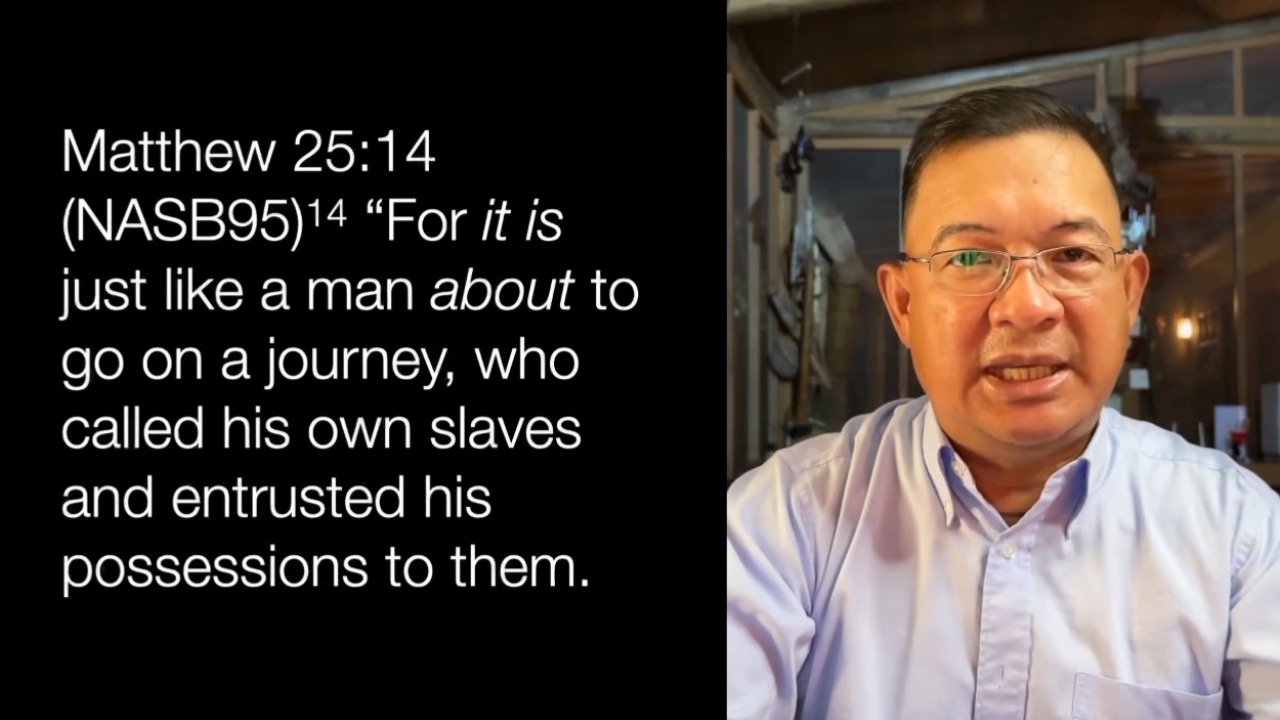 Matthew 25:14
(NASB95)¹⁴ “For it is
just like a man about to
go on a journey, who
called his own slaves
and entrusted his
possessions to them.